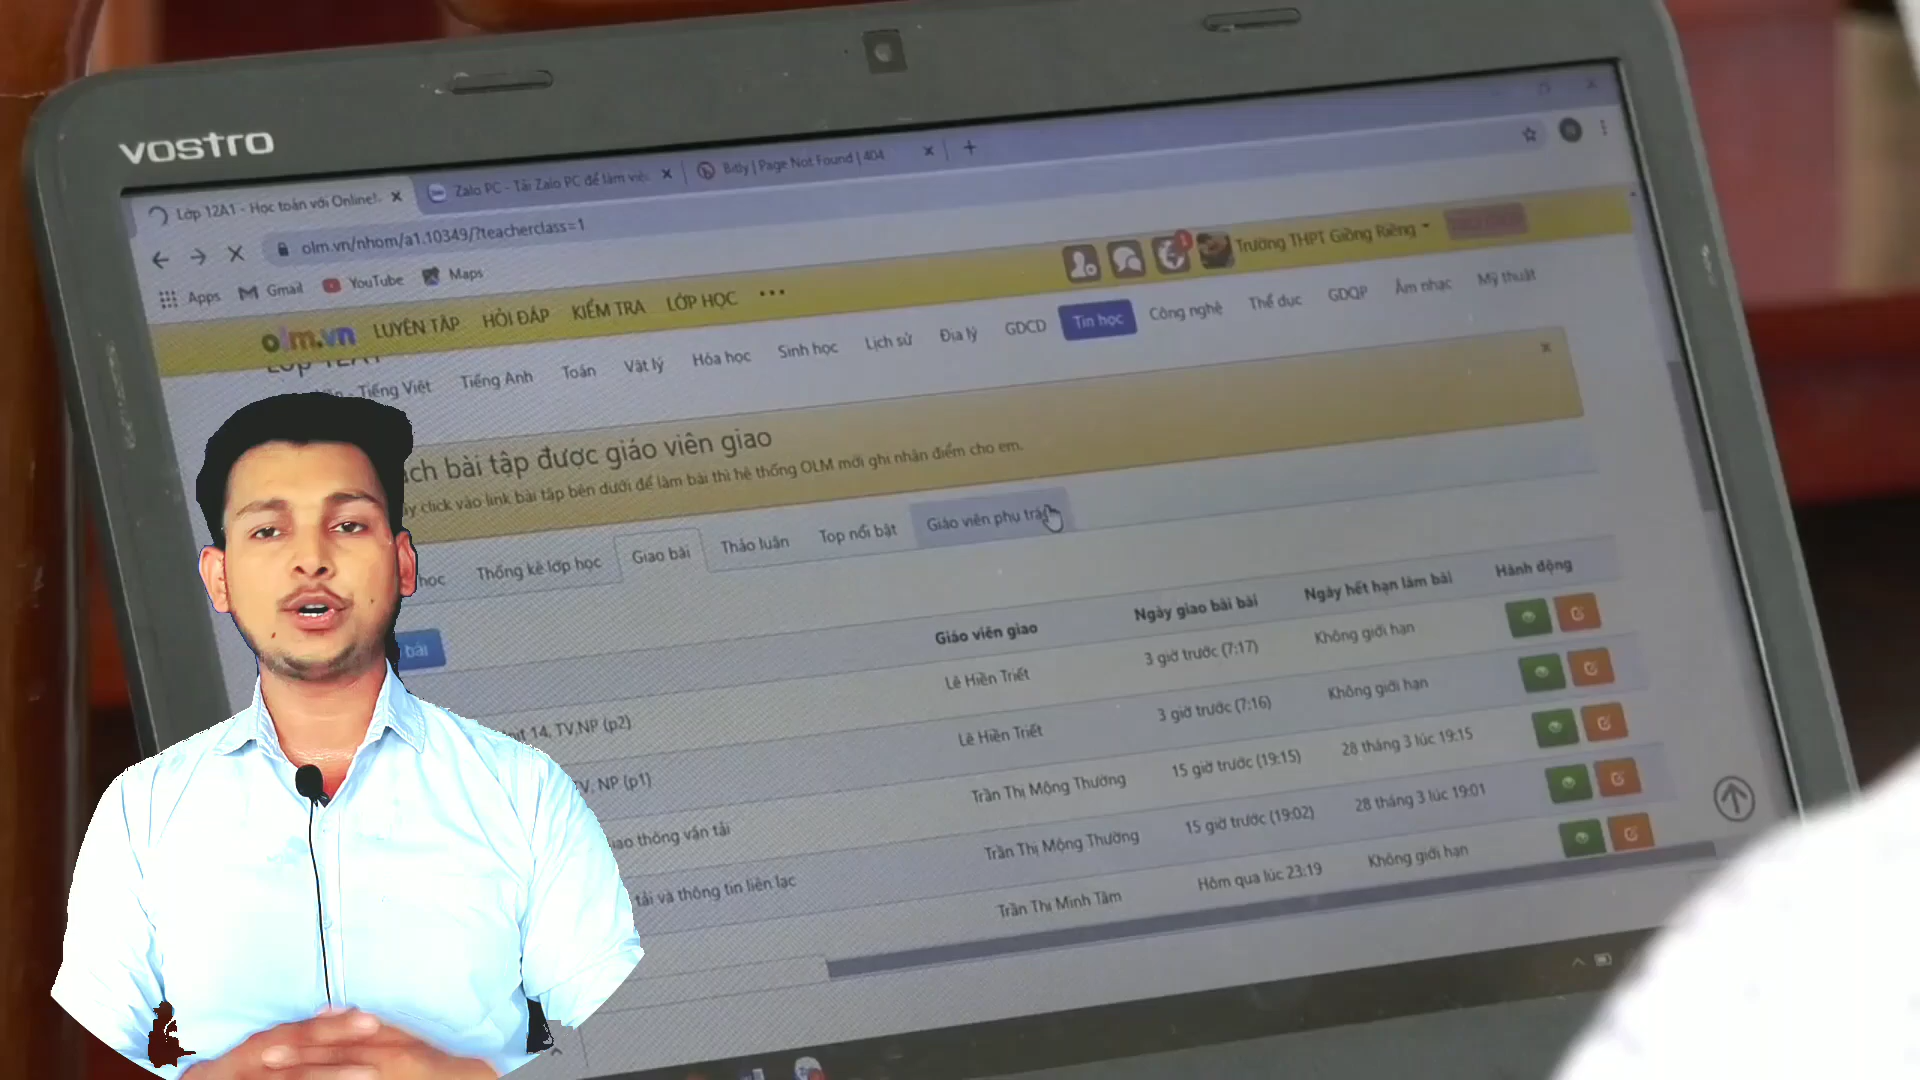 vostro
Lớp 12A1 - Học toán với Online!.
Zalo PC - Tải Zalo PC để làm việc
Bitly | Page Not Found | 404
olm.vn/nhom/a1.10349/?teacherclass=1
Apps Gmail YouTube Maps
olm.vn LUYỆN TẬP HỎI ĐÁP KIỂM TRA LỚP HỌC ••• 1 Trường THPT Giồng Riềng
Lớp 12A1
- Tiếng Việt Tiếng Anh Toán Vật lý Hóa học Sinh học Lịch sử Địa lý GDCD Tin học Công nghệ Thể dục GDQP Âm nhạc Mỹ thuật
ách bài tập được giáo viên giao
click vào link bài tập bên dưới để làm bài thì hệ thống OLM mới ghi nhận điểm cho em.
học Thống kê lớp học Giao bài Thảo luận Top nổi bật Giáo viên phụ trá
bài
Giáo viên giao Ngày giao bài bài Ngày hết hạn làm bài Hành động
Lê Hiền Triết 3 giờ trước (7:17) Không giới hạn
14, TV,NP (p2) Lê Hiền Triết 3 giờ trước (7:16) Không giới hạn
TV, NP (p1) Trần Thị Mộng Thường 15 giờ trước (19:15) 28 tháng 3 lúc 19:15
iao thông vận tải Trần Thị Mộng Thường 15 giờ trước (19:02) 28 tháng 3 lúc 19:01
tải và thông tin liên lạc Trần Thị Minh Tâm Hôm qua lúc 23:19 Không giới hạn